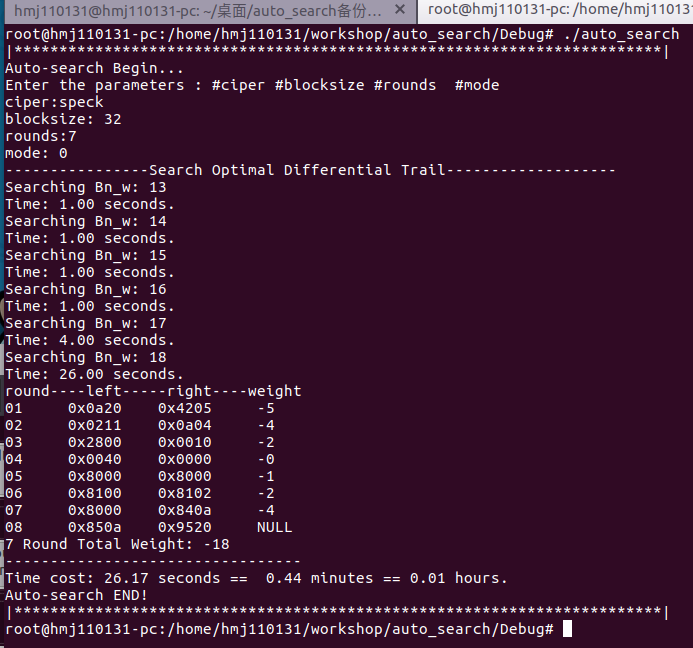 hmj110131@hmj110131-pc: ~/桌面/auto_search备份... × root@hmj110131-pc: /home/hmj11013
root@hmj110131-pc:/home/hmj110131/workshop/auto_search/Debug# ./auto_search
|************************************************************************|
Auto-search Begin...
Enter the parameters : #ciper #blocksize #rounds  #mode
ciper:speck
blocksize: 32
rounds:7
mode: 0
----------------Search Optimal Differential Trail-------------------
Searching Bn_w: 13
Time: 1.00 seconds.
Searching Bn_w: 14
Time: 1.00 seconds.
Searching Bn_w: 15
Time: 1.00 seconds.
Searching Bn_w: 16
Time: 1.00 seconds.
Searching Bn_w: 17
Time: 4.00 seconds.
Searching Bn_w: 18
Time: 26.00 seconds.
round----left-----right----weight
01     0x0a20    0x4205     -5
02     0x0211    0x0a04     -4
03     0x2800    0x0010     -2
04     0x0040    0x0000     -0
05     0x8000    0x8000     -1
06     0x8100    0x8102     -2
07     0x8000    0x840a     -4
08     0x850a    0x9520     NULL
7 Round Total Weight: -18
---------------------------------
Time cost: 26.17 seconds ==  0.44 minutes == 0.01 hours.
Auto-search END!
|************************************************************************|
root@hmj110131-pc:/home/hmj110131/workshop/auto_search/Debug#